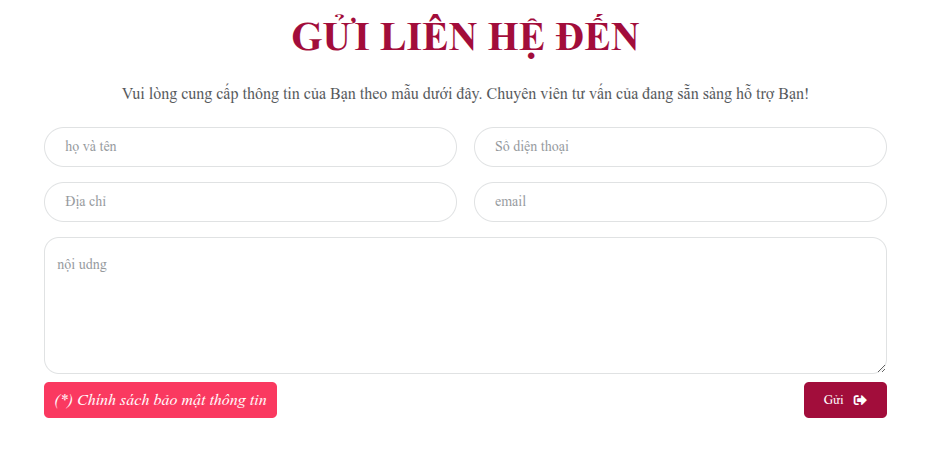 GỬI LIÊN HỆ ĐẾN
Vui lòng cung cấp thông tin của Bạn theo mẫu dưới đây. Chuyên viên tư vấn của đang sẵn sàng hỗ trợ Bạn!
họ và tên
Sô diện thoại
Địa chi
email
nội udng
(*) Chính sách bảo mật thông tin
Gửi